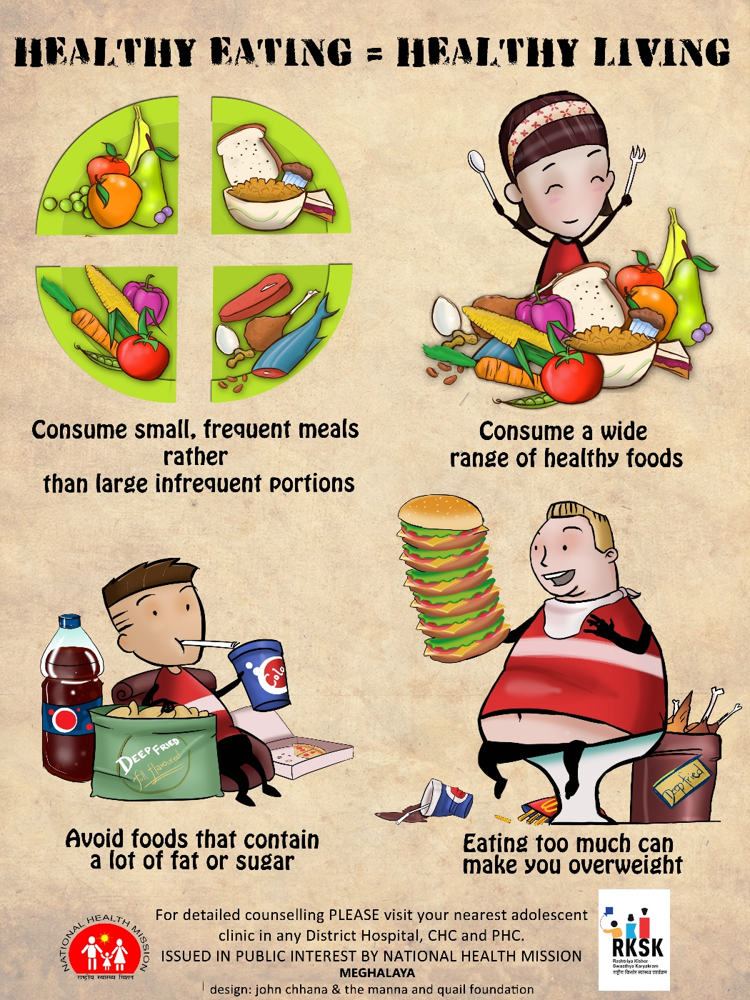 HEALTHY EATING = HEALTHY LIVING
Consume small, frequent meals
rather
than large infrequent portions
Consume a wide
range of healthy foods
Cola
DEEP FRIED
full flavoured
Deep fried
Avoid foods that contain
a lot of fat or sugar
Eating too much can
make you overweight
NATIONAL HEALTH MISSION
राष्ट्रीय स्वास्थ्य मिशन
For detailed counselling PLEASE visit your nearest adolescent
clinic in any District Hospital, CHC and PHC.
ISSUED IN PUBLIC INTEREST BY NATIONAL HEALTH MISSION
MEGHALAYA
design: john chhana & the manna and quail foundation
RKSK
Rashtriya Kishor
Swasthya Karyakram
राष्ट्रीय किशोर स्वास्थ्य कार्यक्रम